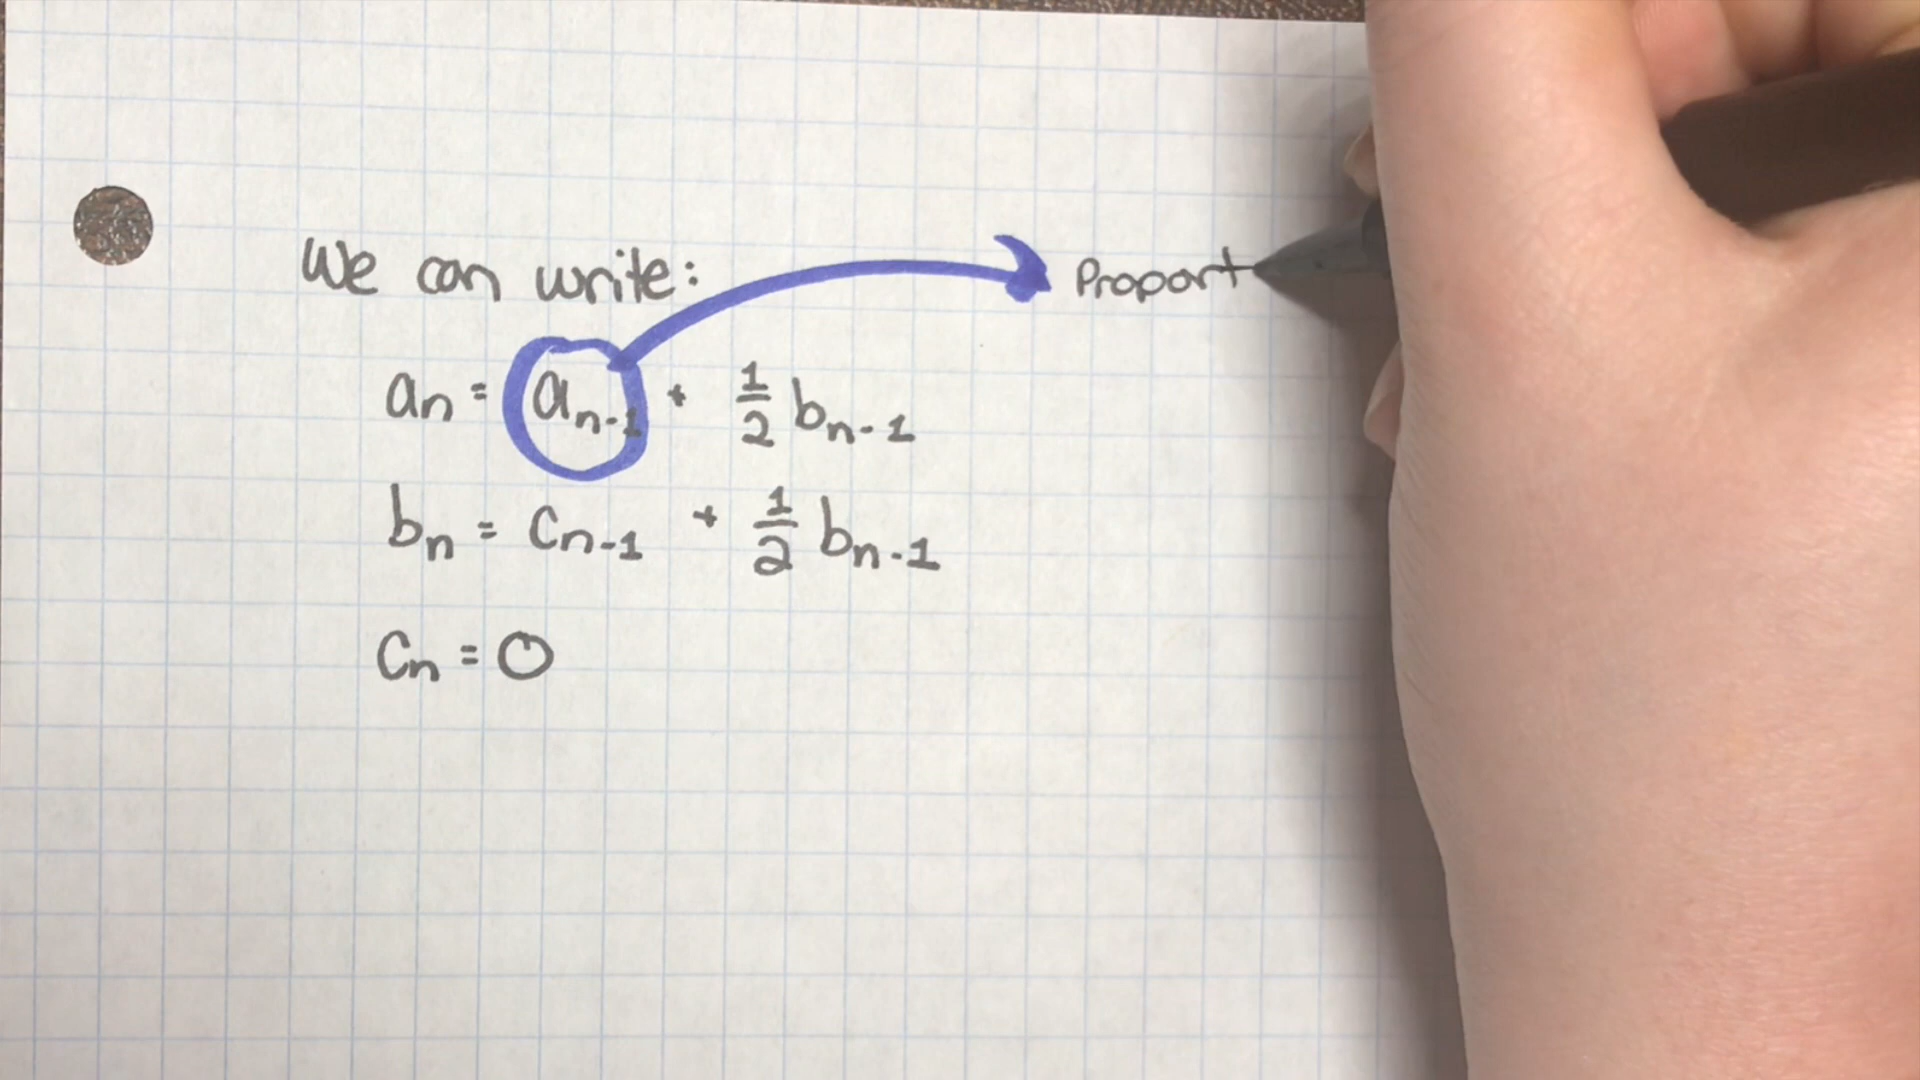 We can write:
Proport
an = an-1 + 1/2 bn-1
bn = cn-1 + 1/2 bn-1
cn = 0